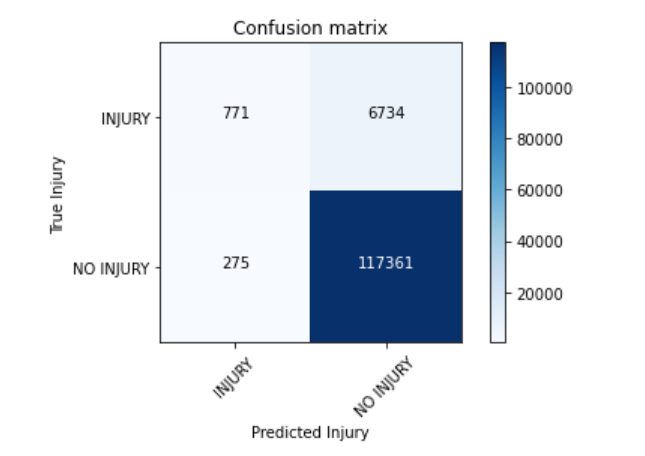 Confusion matrix
True Injury
INJURY
771
6734
NO INJURY
275
117361
INJURY
NO INJURY
Predicted Injury
100000
80000
60000
40000
20000